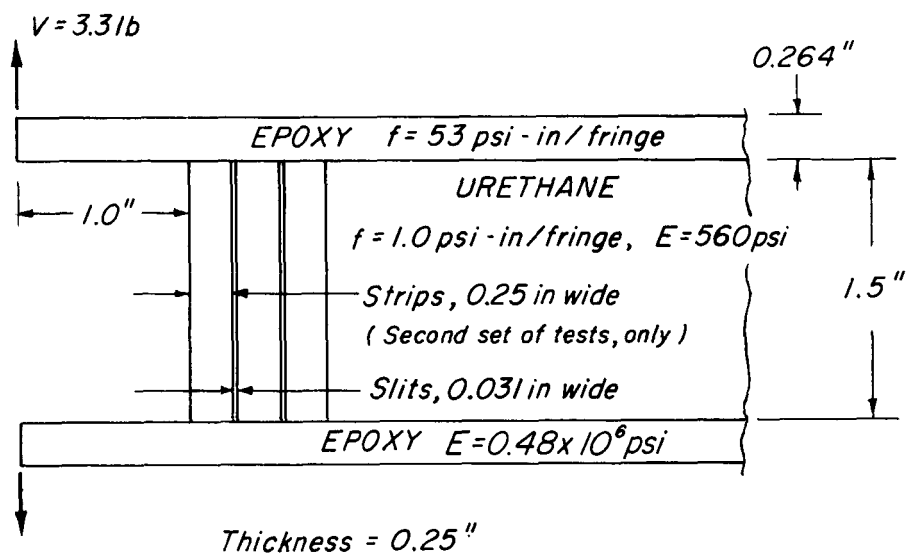 V = 3.3 lb
0.264"
EPOXY f = 53 psi - in / fringe
URETHANE
1.0"
f = 1.0 psi - in/fringe, E = 560 psi
1.5"
Strips, 0.25 in wide
( Second set of tests, only )
Slits, 0.031 in wide
EPOXY E = 0.48 x 10⁶ psi
Thickness = 0.25"